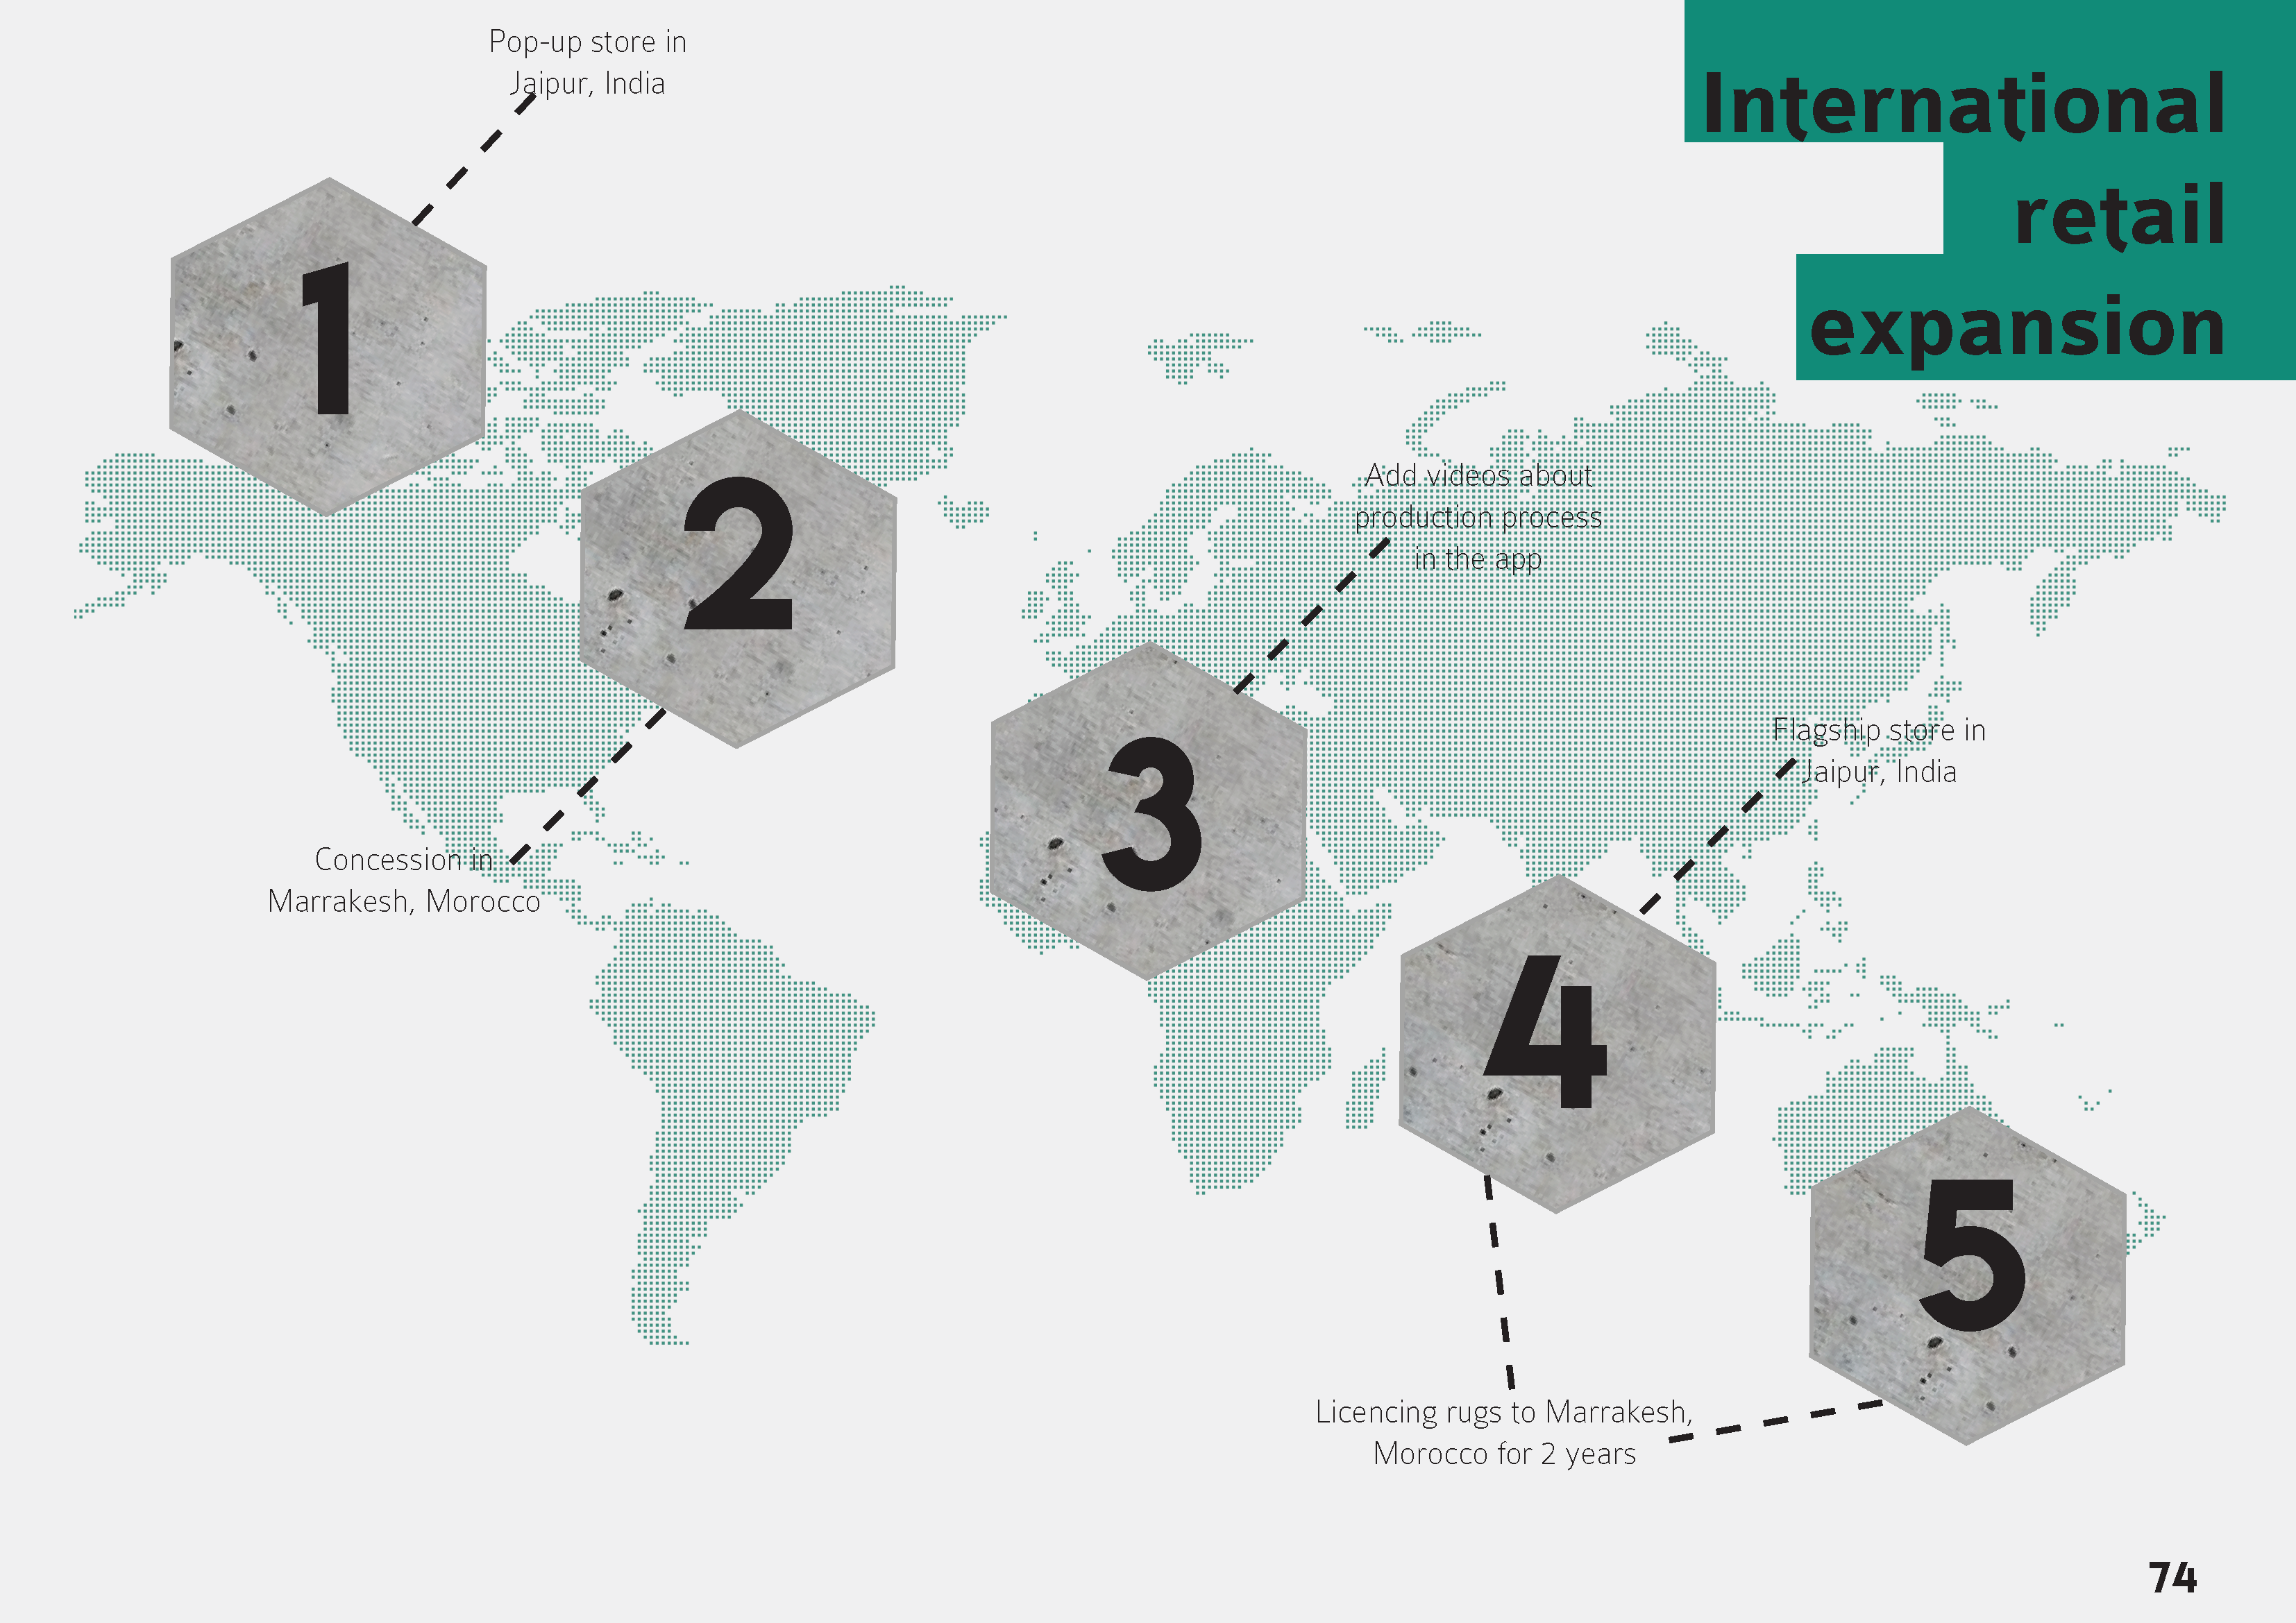 International
retail
expansion
Pop-up store in
Jaipur, India
1
2
Concession in
Marrakesh, Morocco
Add videos about
production process
in the app
3
Flagship store in
Jaipur, India
4
5
Licencing rugs to Marrakesh,
Morocco for 2 years
74